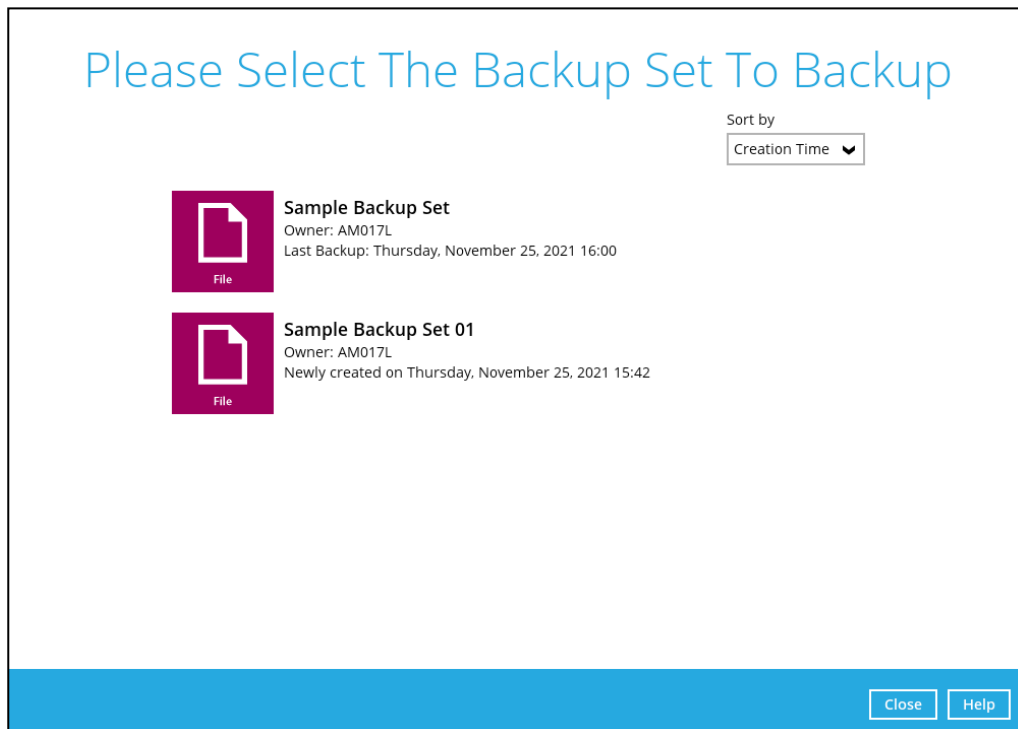 Please Select The Backup Set To Backup
Sort by
Creation Time
Sample Backup Set
Owner: AM017L
Last Backup: Thursday, November 25, 2021 16:00
File
Sample Backup Set 01
Owner: AM017L
Newly created on Thursday, November 25, 2021 15:42
File
Close
Help